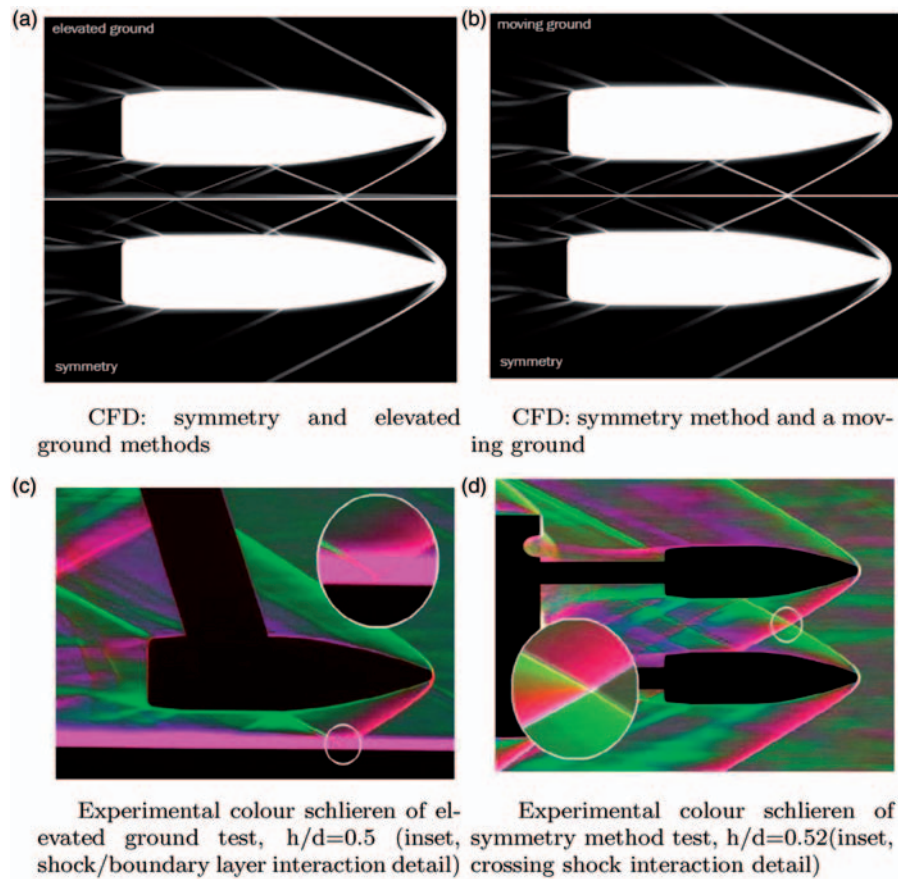 (a)
elevated ground
symmetry
CFD: symmetry and elevated
ground methods
(b)
moving ground
symmetry
CFD: symmetry method and a mov-
ing ground
(c)
Experimental colour schlieren of el-
evated ground test, h/d=0.5 (inset,
shock/boundary layer interaction detail)
(d)
Experimental colour schlieren of
symmetry method test, h/d=0.52(inset,
crossing shock interaction detail)